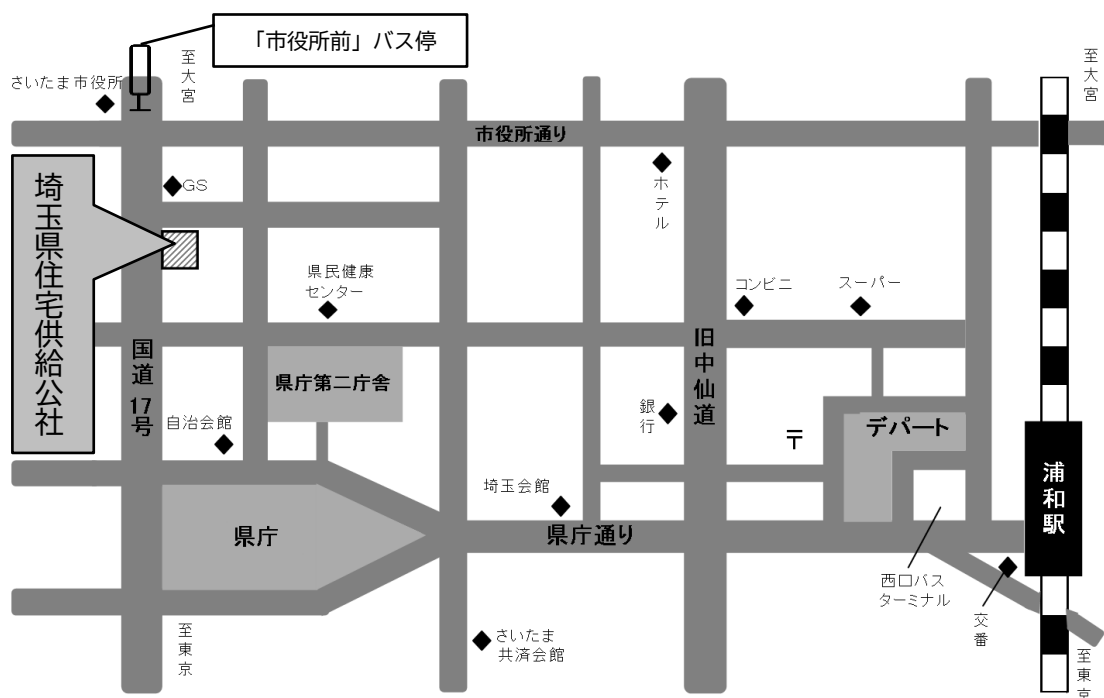 「市役所前」バス停
至大宮
至大宮
さいたま市役所
市役所通り
GS
ホテル
埼玉県住宅供給公社
県民健康
センター
コンビニ
スーパー
国道17号
旧中仙道
県庁第二庁舎
自治会館
銀行
〒
デパート
浦和駅
埼玉会館
県庁
県庁通り
西口バス
ターミナル
交番
至東京
さいたま
共済会館
至東京